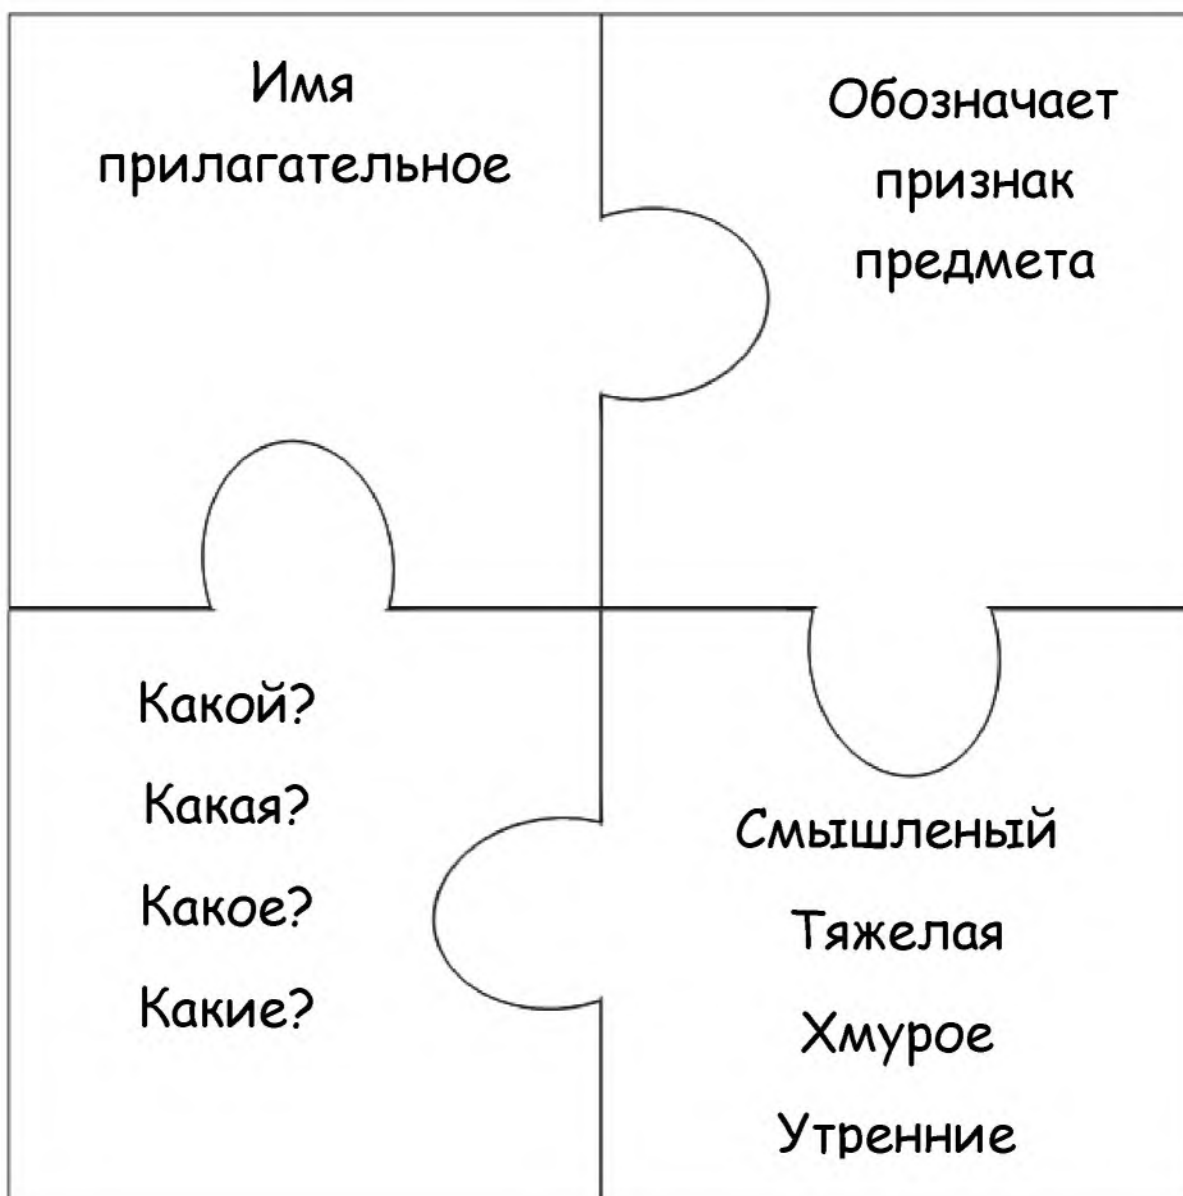 Имя
прилагательное
Обозначает
признак
предмета
Какой?
Какая?
Какое?
Какие?
Смышленый
Тяжелая
Хмурое
Утренние